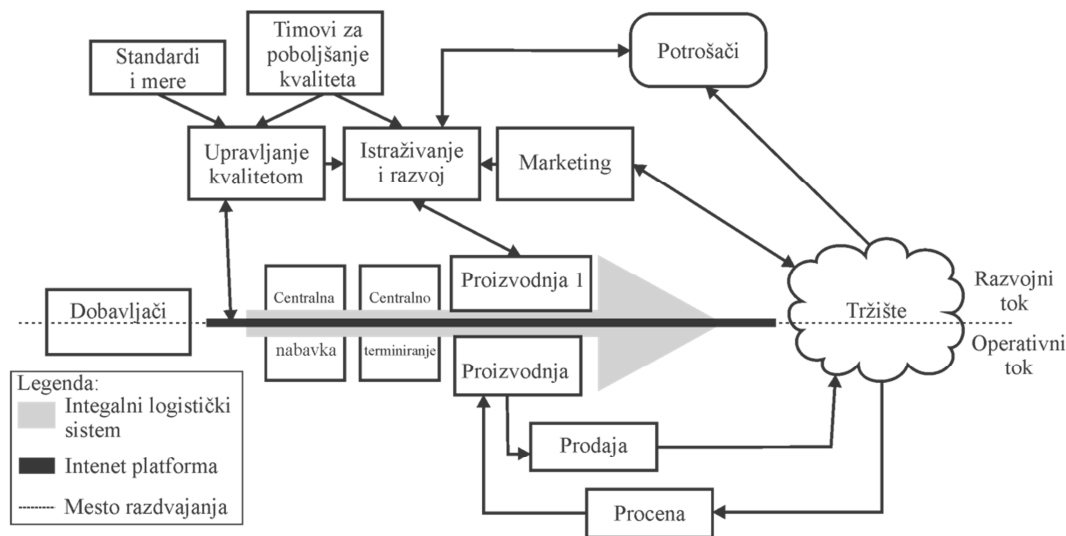 Timovi za
poboljšanje
kvaliteta
Standardi
i mere
Potrošači
Upravljanje
kvalitetom
Istraživanje
i razvoj
Marketing
Centralna
nabavka
Centralno
terminiranje
Proizvodnja 1
Dobavljači
Tržište
Razvojni
tok
Operativni
tok
Proizvodnja
Prodaja
Procena
Legenda:
Integalni logistički
sistem
Intenet platforma
Mesto razdvajanja